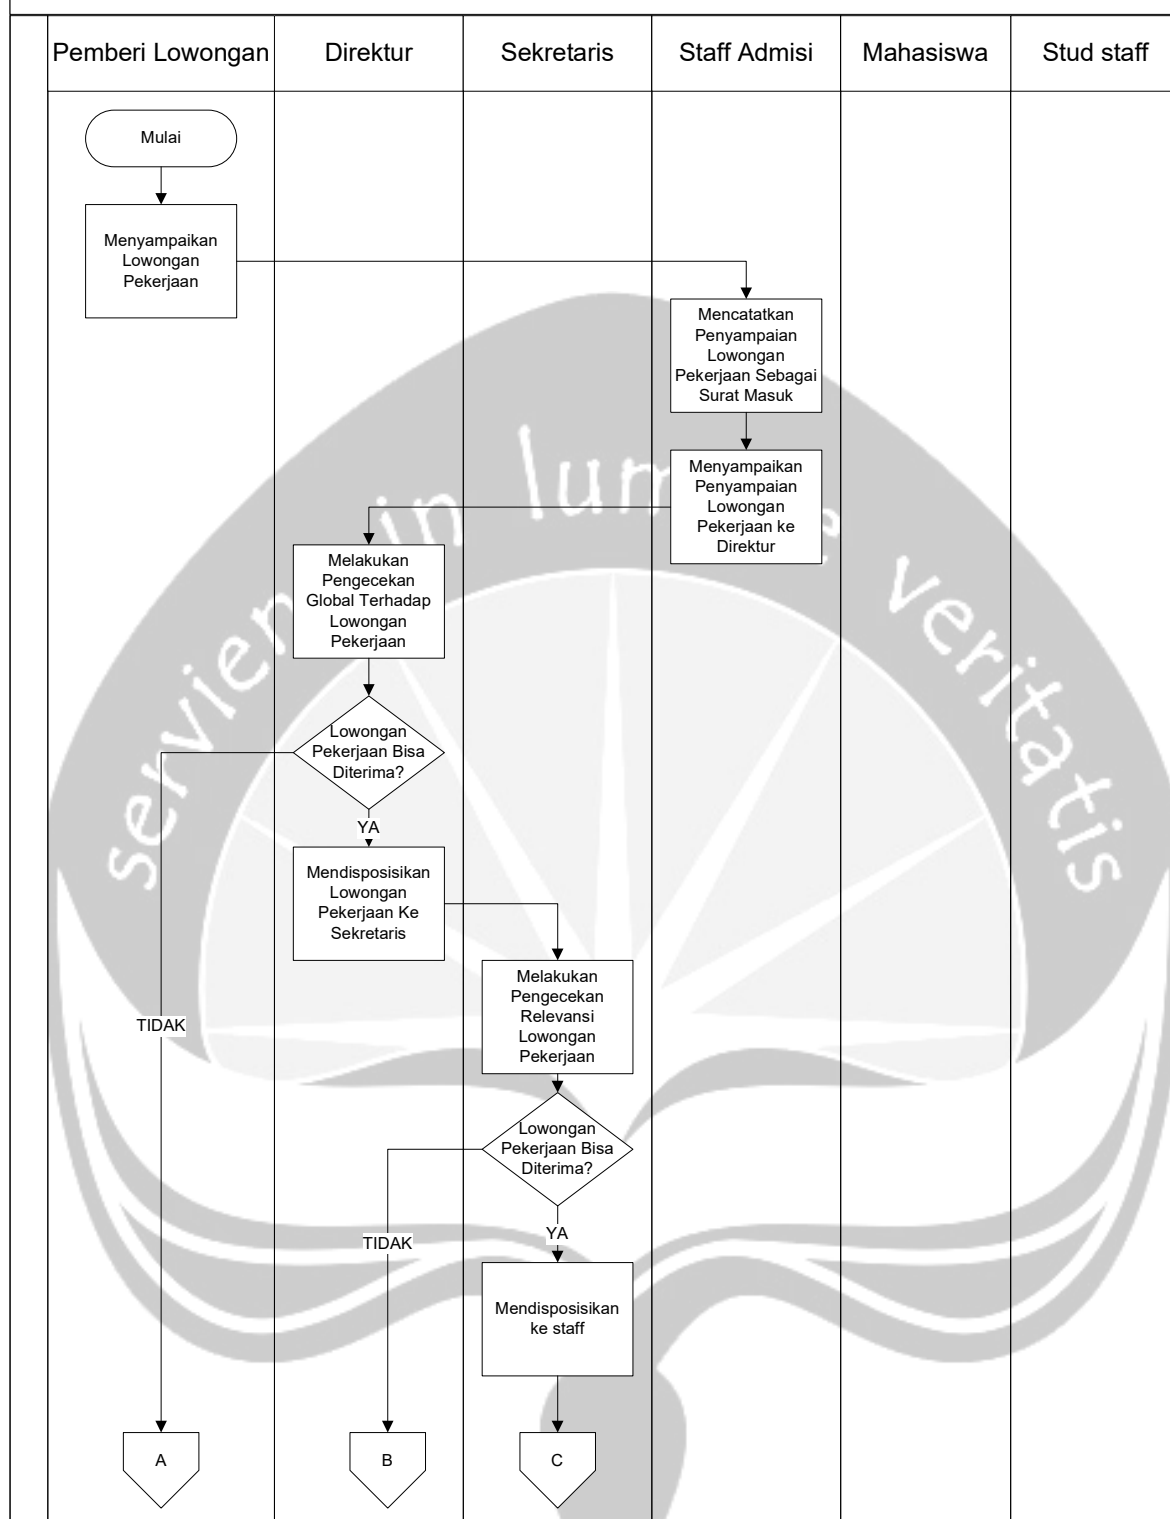 Pemberi Lowongan
Direktur
Sekretaris
Staff Admisi
Mahasiswa
Stud staff
Mulai
Menyampaikan
Lowongan
Pekerjaan
Mencatatkan
Penyampaian
Lowongan
Pekerjaan Sebagai
Surat Masuk
Menyampaikan
Penyampaian
Lowongan
Pekerjaan ke
Direktur
Melakukan
Pengecekan
Global Terhadap
Lowongan
Pekerjaan
Lowongan
Pekerjaan Bisa
Diterima?
YA
Mendisposisikan
Lowongan
Pekerjaan Ke
Sekretaris
Melakukan
Pengecekan
Relevansi
Lowongan
Pekerjaan
TIDAK
Lowongan
Pekerjaan Bisa
Diterima?
YA
TIDAK
Mendisposisikan
ke staff
A
B
C
in
veritatis